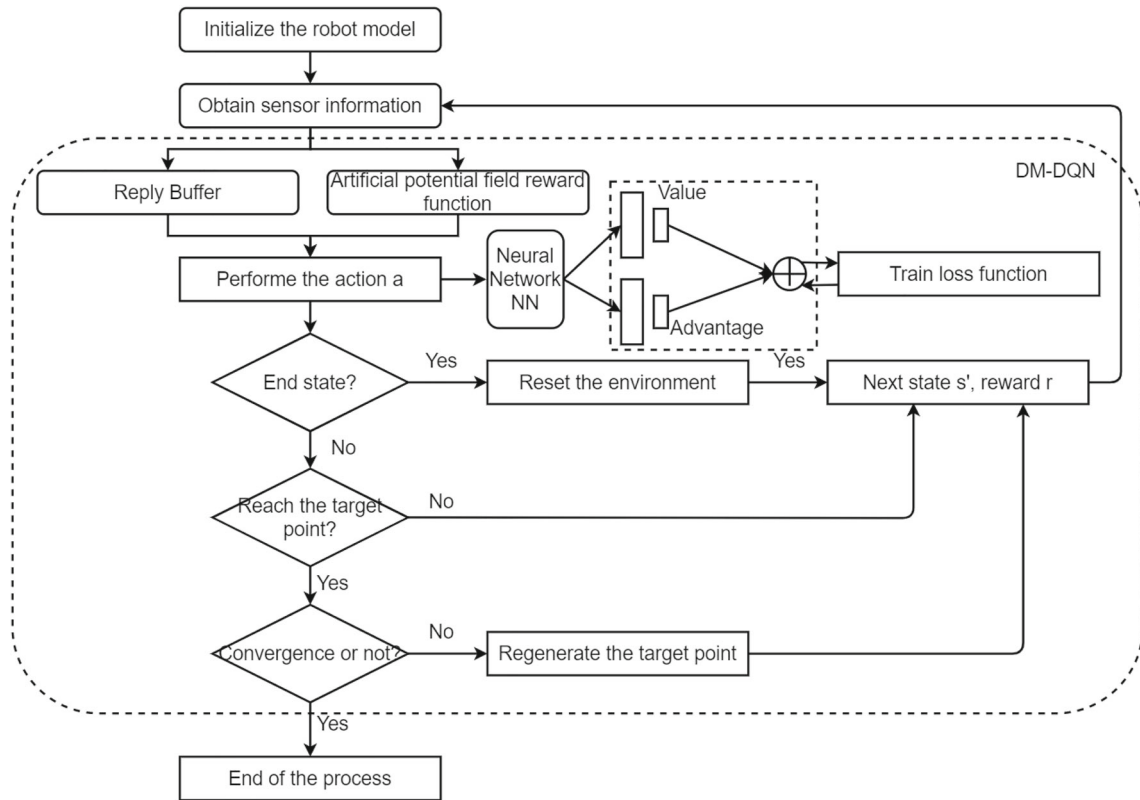 Initialize the robot model
Obtain sensor information
DM-DQN
Reply Buffer
Artificial potential field reward
function
Value
Neural
Network
NN
Performe the action a
Train loss function
Advantage
End state?
Yes
Reset the environment
Yes
Next state s', reward r
No
Reach the target
point?
No
Yes
Convergence or not?
No
Regenerate the target point
Yes
End of the process